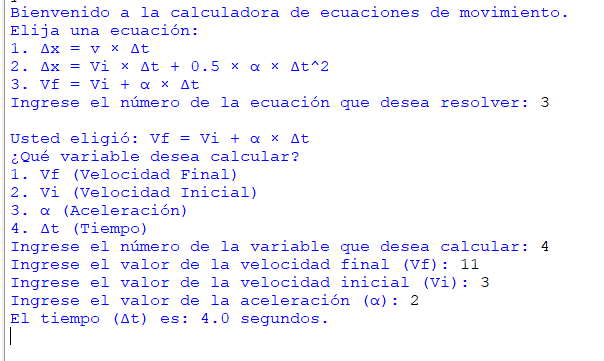 Bienvenido a la calculadora de ecuaciones de movimiento.
Elija una ecuación:
1. Δx = v × Δt
2. Δx = Vi × Δt + 0.5 × α × Δt^2
3. Vf = Vi + α × Δt
Ingrese el número de la ecuación que desea resolver: 3
Usted eligió: Vf = Vi + α × Δt
¿Qué variable desea calcular?
1. Vf (Velocidad Final)
2. Vi (Velocidad Inicial)
3. α (Aceleración)
4. Δt (Tiempo)
Ingrese el número de la variable que desea calcular: 4
Ingrese el valor de la velocidad final (Vf): 11
Ingrese el valor de la velocidad inicial (Vi): 3
Ingrese el valor de la aceleración (α): 2
El tiempo (Δt) es: 4.0 segundos.